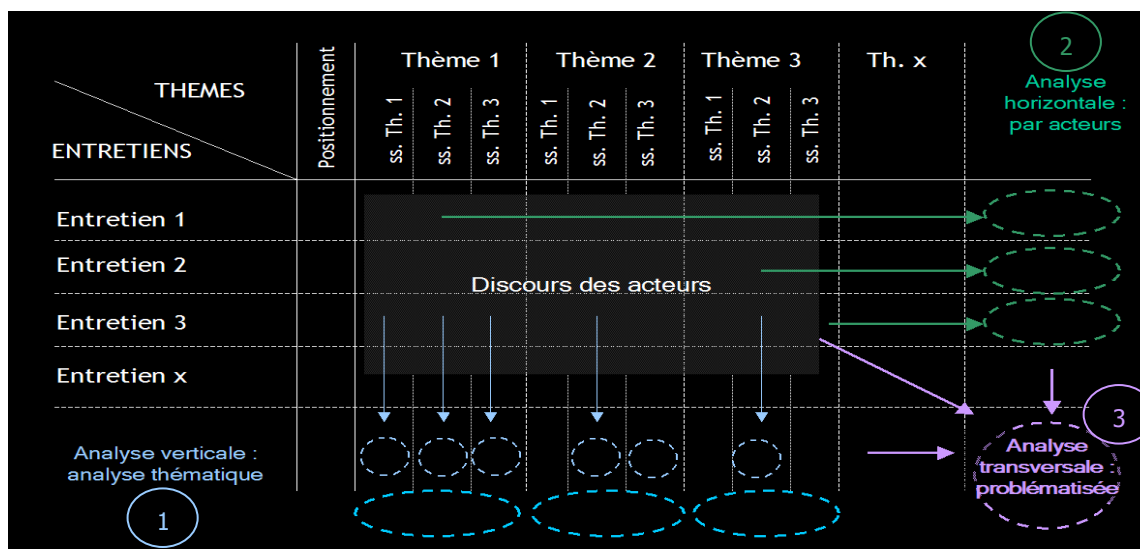 2
Thème 1
Thème 2
Thème 3
Th. x
THEMES
ENTRETIENS
Positionnement
ss. Th. 1
ss. Th. 2
ss. Th. 3
ss. Th. 1
ss. Th. 2
ss. Th. 3
ss. Th. 1
ss. Th. 2
ss. Th. 3
Analyse
horizontale :
par acteurs
Entretien 1
Entretien 2
Discours des acteurs
Entretien 3
Entretien x
3
Analyse verticale :
analyse thématique
1
Analyse
transversale :
problématisée